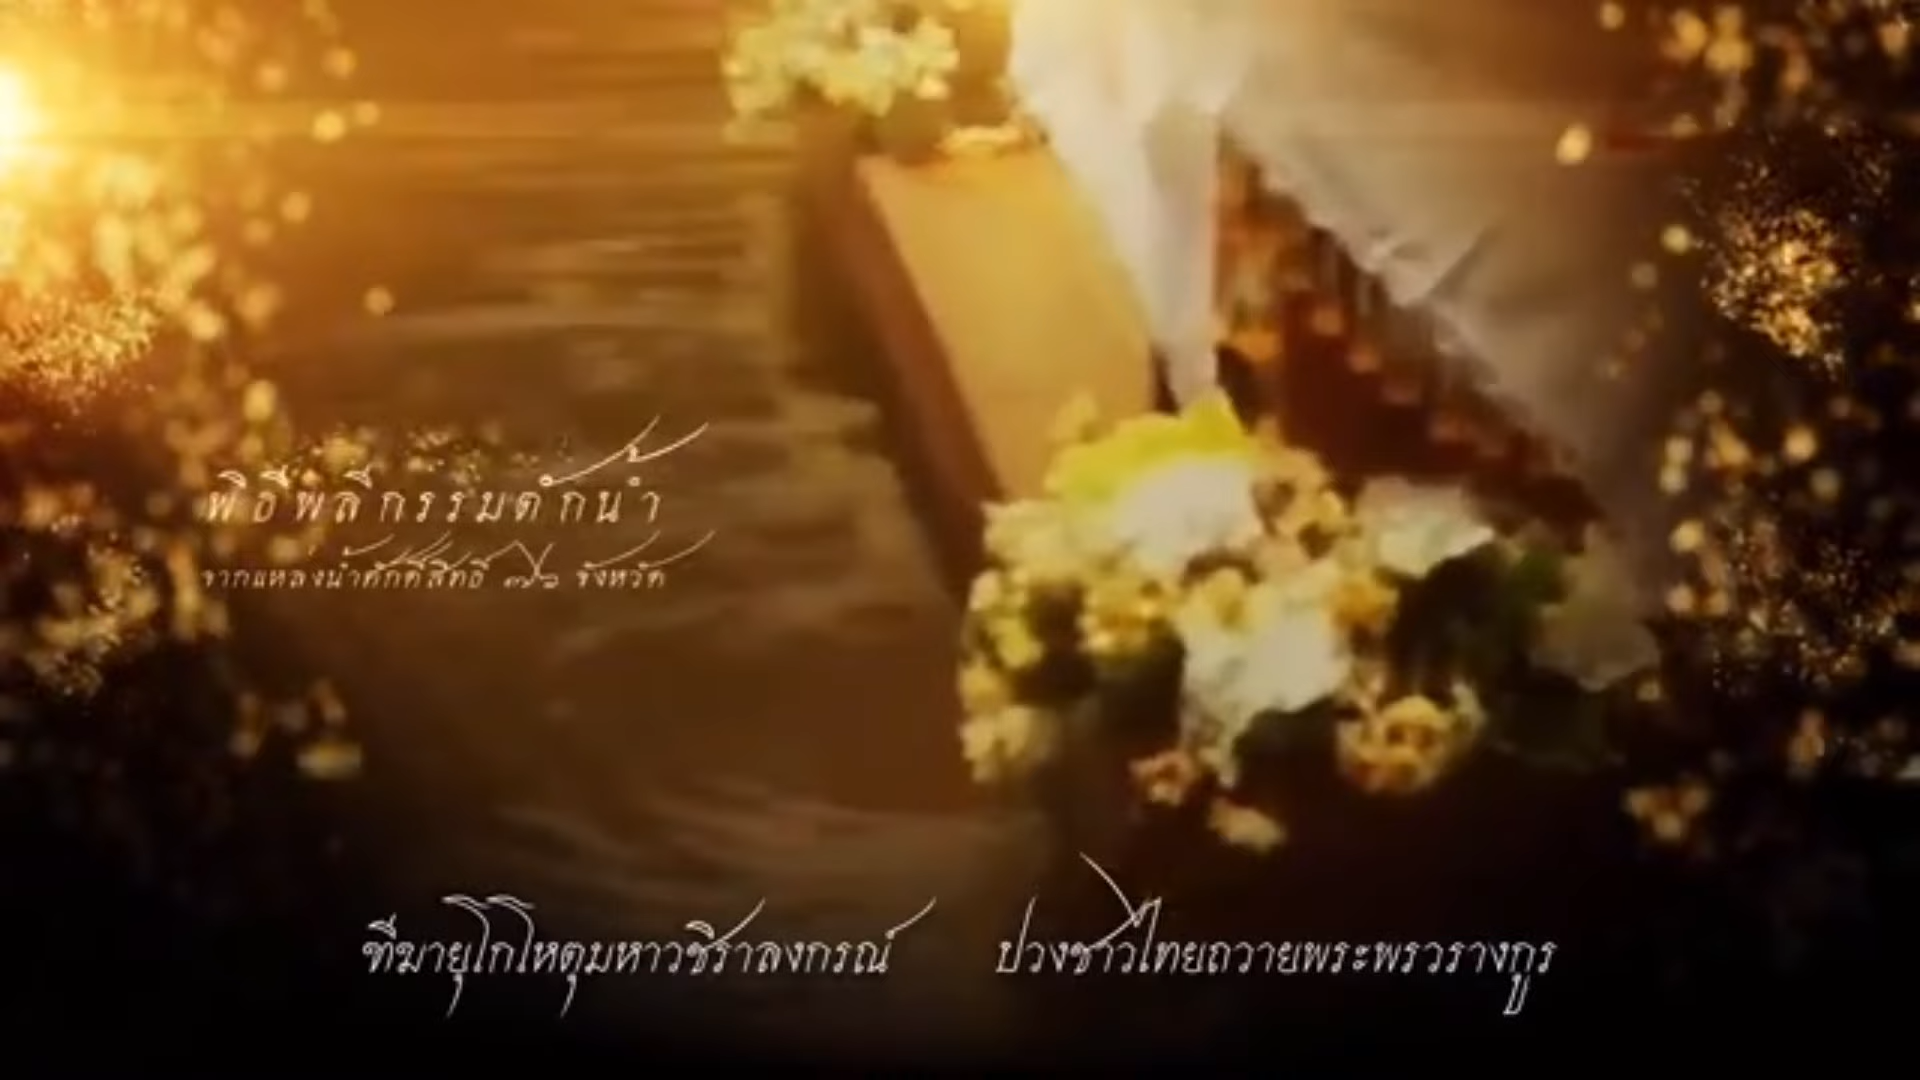 พิธีพลีกรรมตักน้ำ
จากแหล่งน้ำศักดิ์สิทธิ์ ๗๖ จังหวัด
ทีฆายุโกโหตุมหาวชิราลงกรณ์ ปวงชาวไทยถวายพระพรวรางกูร